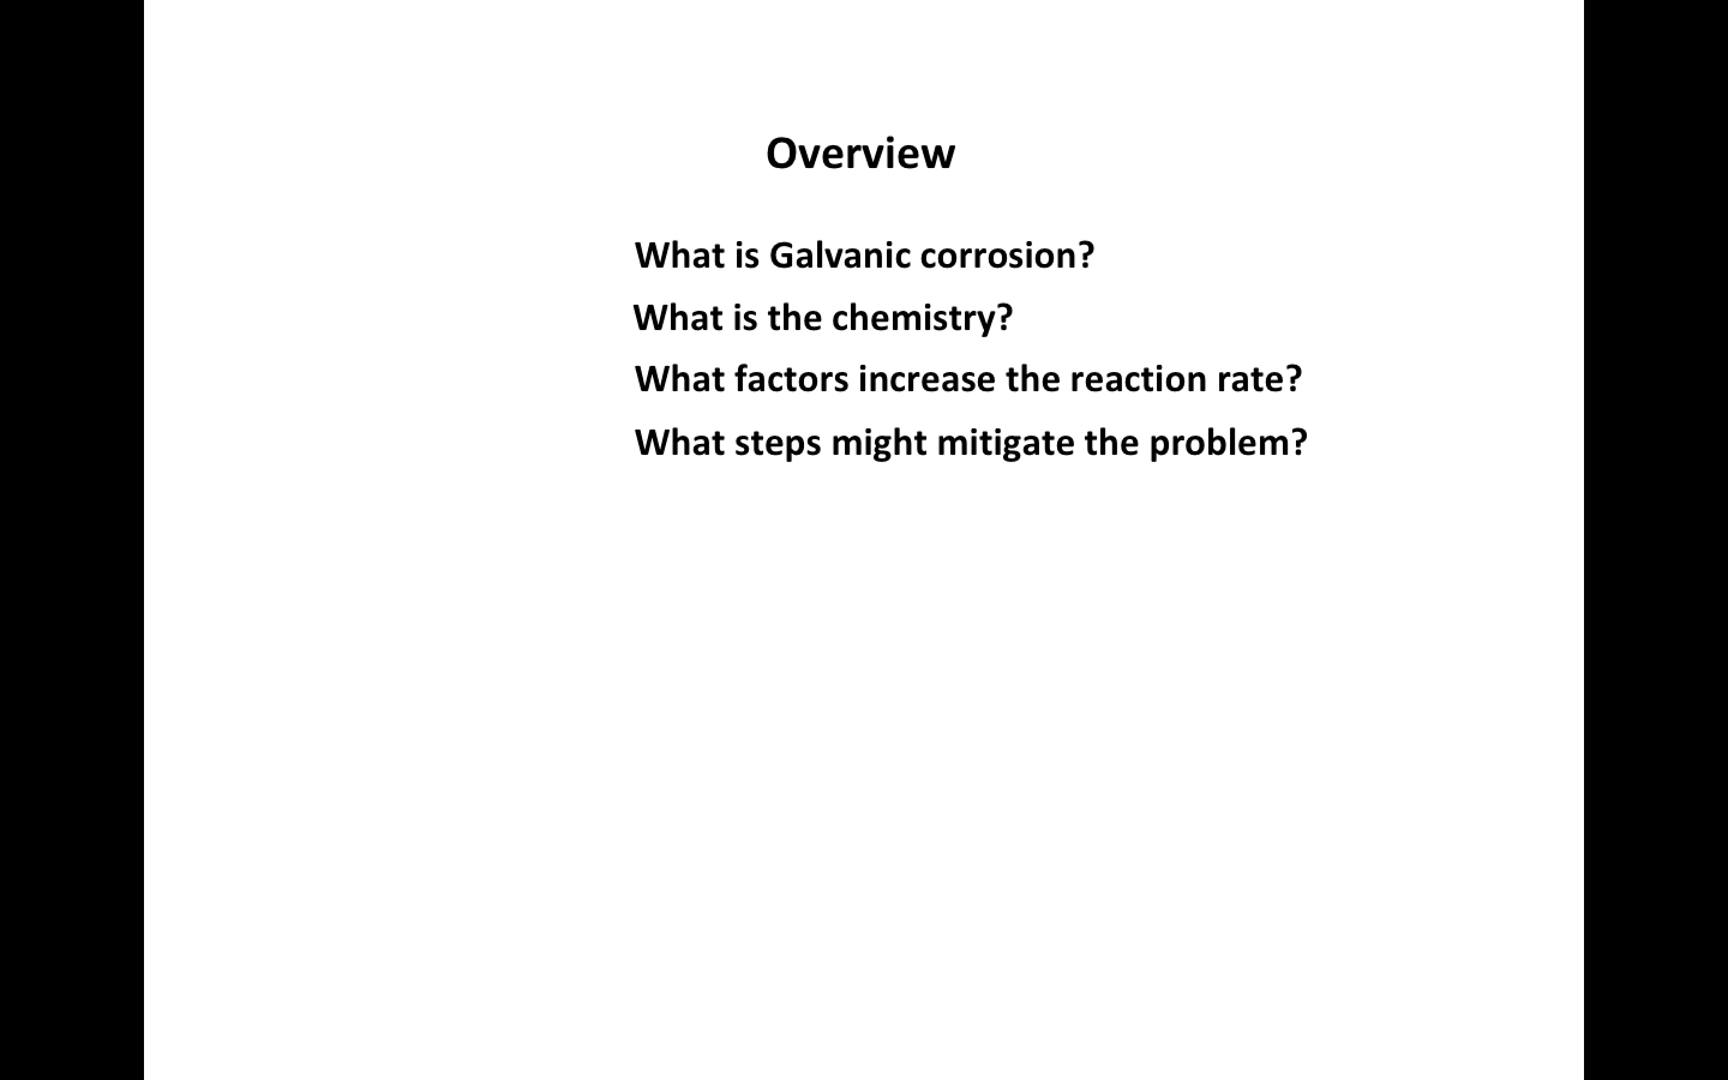 Overview
What is Galvanic corrosion?
What is the chemistry?
What factors increase the reaction rate?
What steps might mitigate the problem?